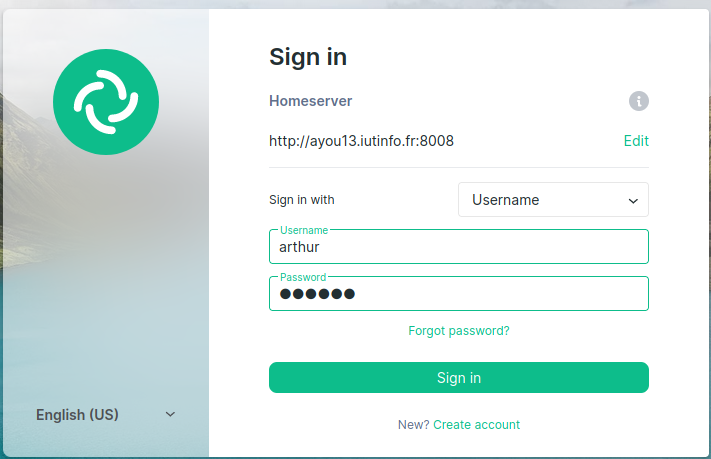 Sign in
Homeserver
http://ayou13.iutinfo.fr:8008 Edit
Sign in with Username
Username
arthur
Password
●●●●●●
Forgot password?
Sign in
English (US)
New? Create account